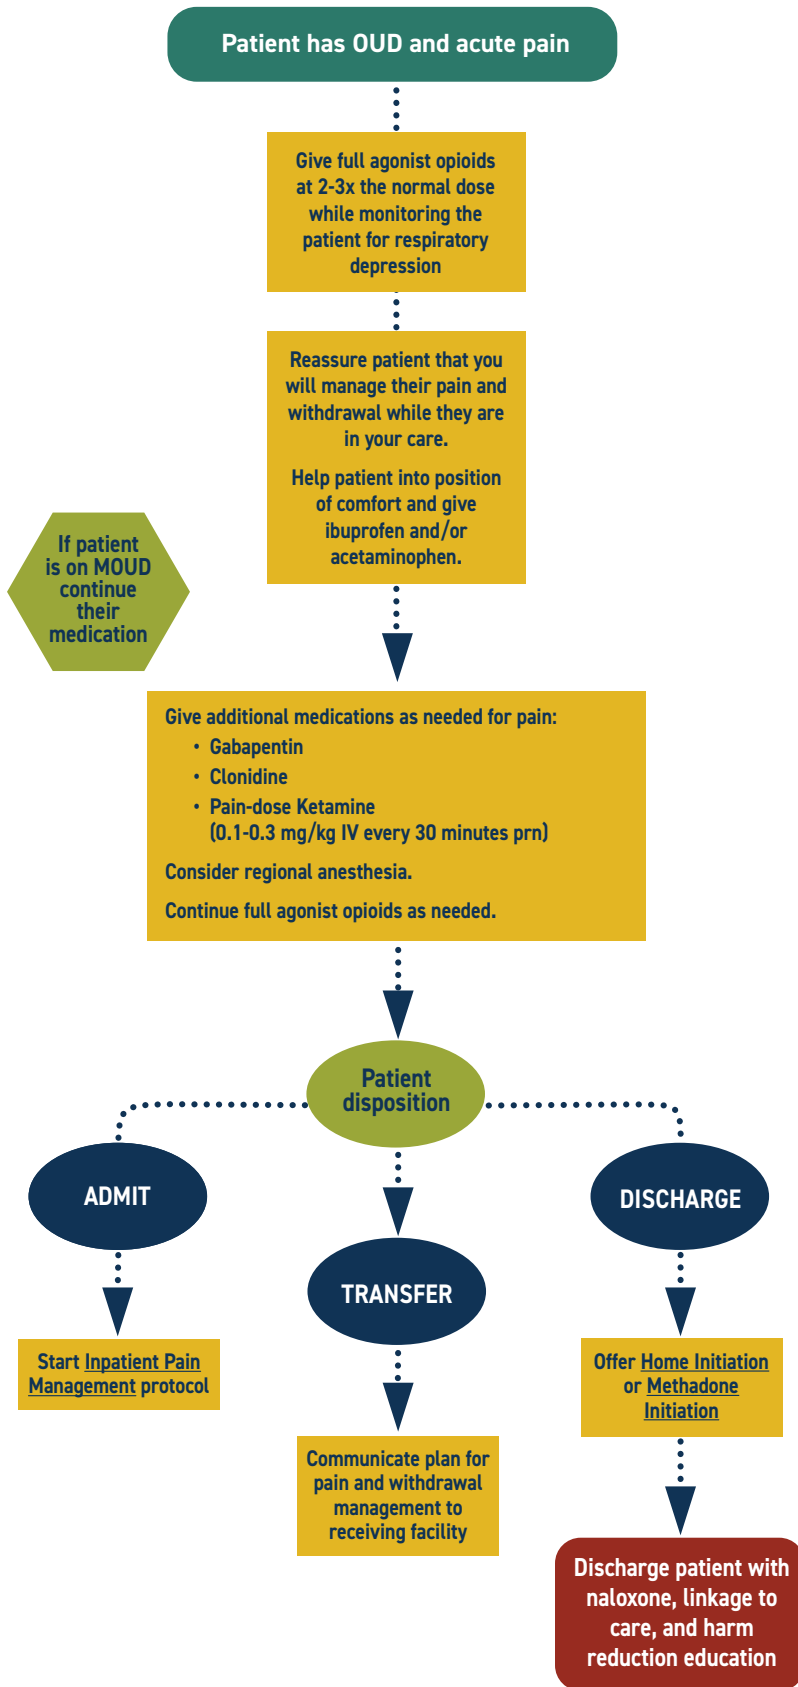 Patient has OUD and acute pain
Give full agonist opioids
at 2-3x the normal dose
while monitoring the
patient for respiratory
depression
Reassure patient that you
will manage their pain and
withdrawal while they are
in your care.
Help patient into position
of comfort and give
ibuprofen and/or
acetaminophen.
If patient
is on MOUD
continue
their
medication
Give additional medications as needed for pain:
• Gabapentin
• Clonidine
• Pain-dose Ketamine
(0.1-0.3 mg/kg IV every 30 minutes prn)
Consider regional anesthesia.
Continue full agonist opioids as needed.
Patient
disposition
ADMIT
Start Inpatient Pain
Management protocol
TRANSFER
Communicate plan for
pain and withdrawal
management to
receiving facility
DISCHARGE
Offer Home Initiation
or Methadone
Initiation
Discharge patient with
naloxone, linkage to
care, and harm
reduction education